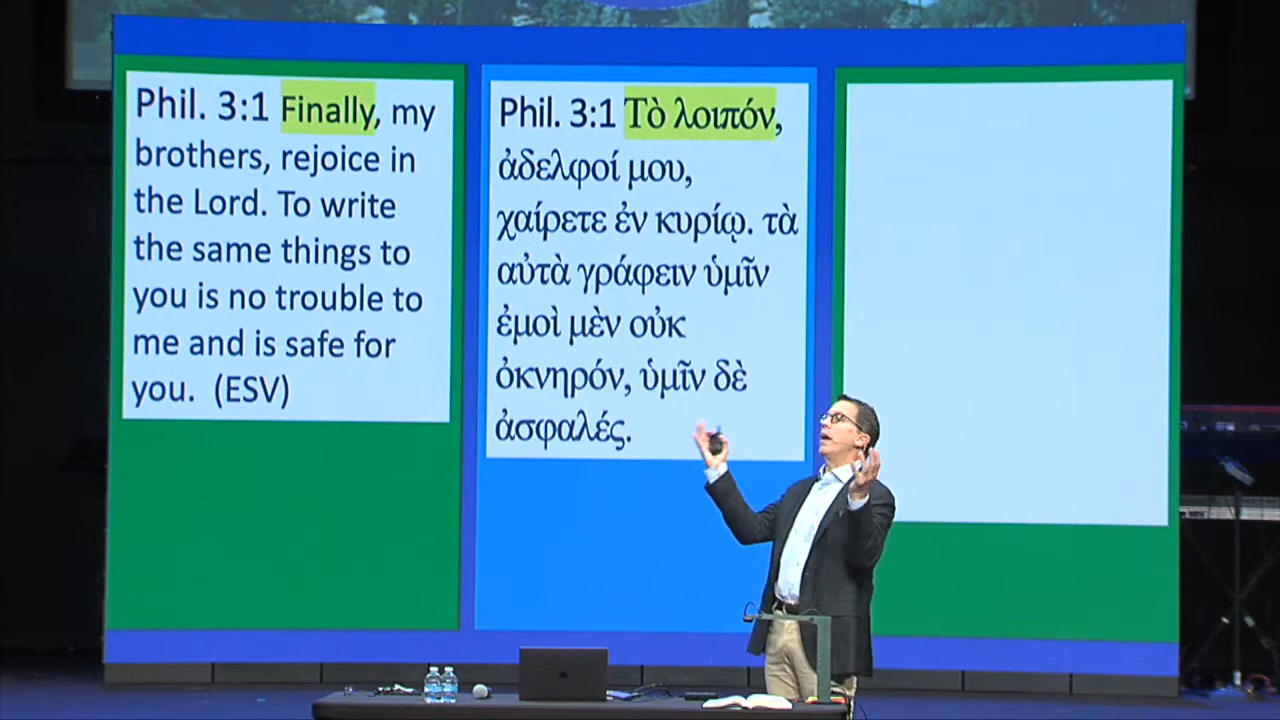 Phil. 3:1 Finally, my
brothers, rejoice in
the Lord. To write
the same things to
you is no trouble to
me and is safe for
you. (ESV)
Phil. 3:1 Τὸ λοιπόν,
ἀδελφοί μου,
χαίρετε ἐν κυρίῳ. τὰ
αὐτὰ γράφειν ὑμῖν
ἐμοὶ μὲν οὐκ
ὀκνηρόν, ὑμῖν δὲ
ἀσφαλές.